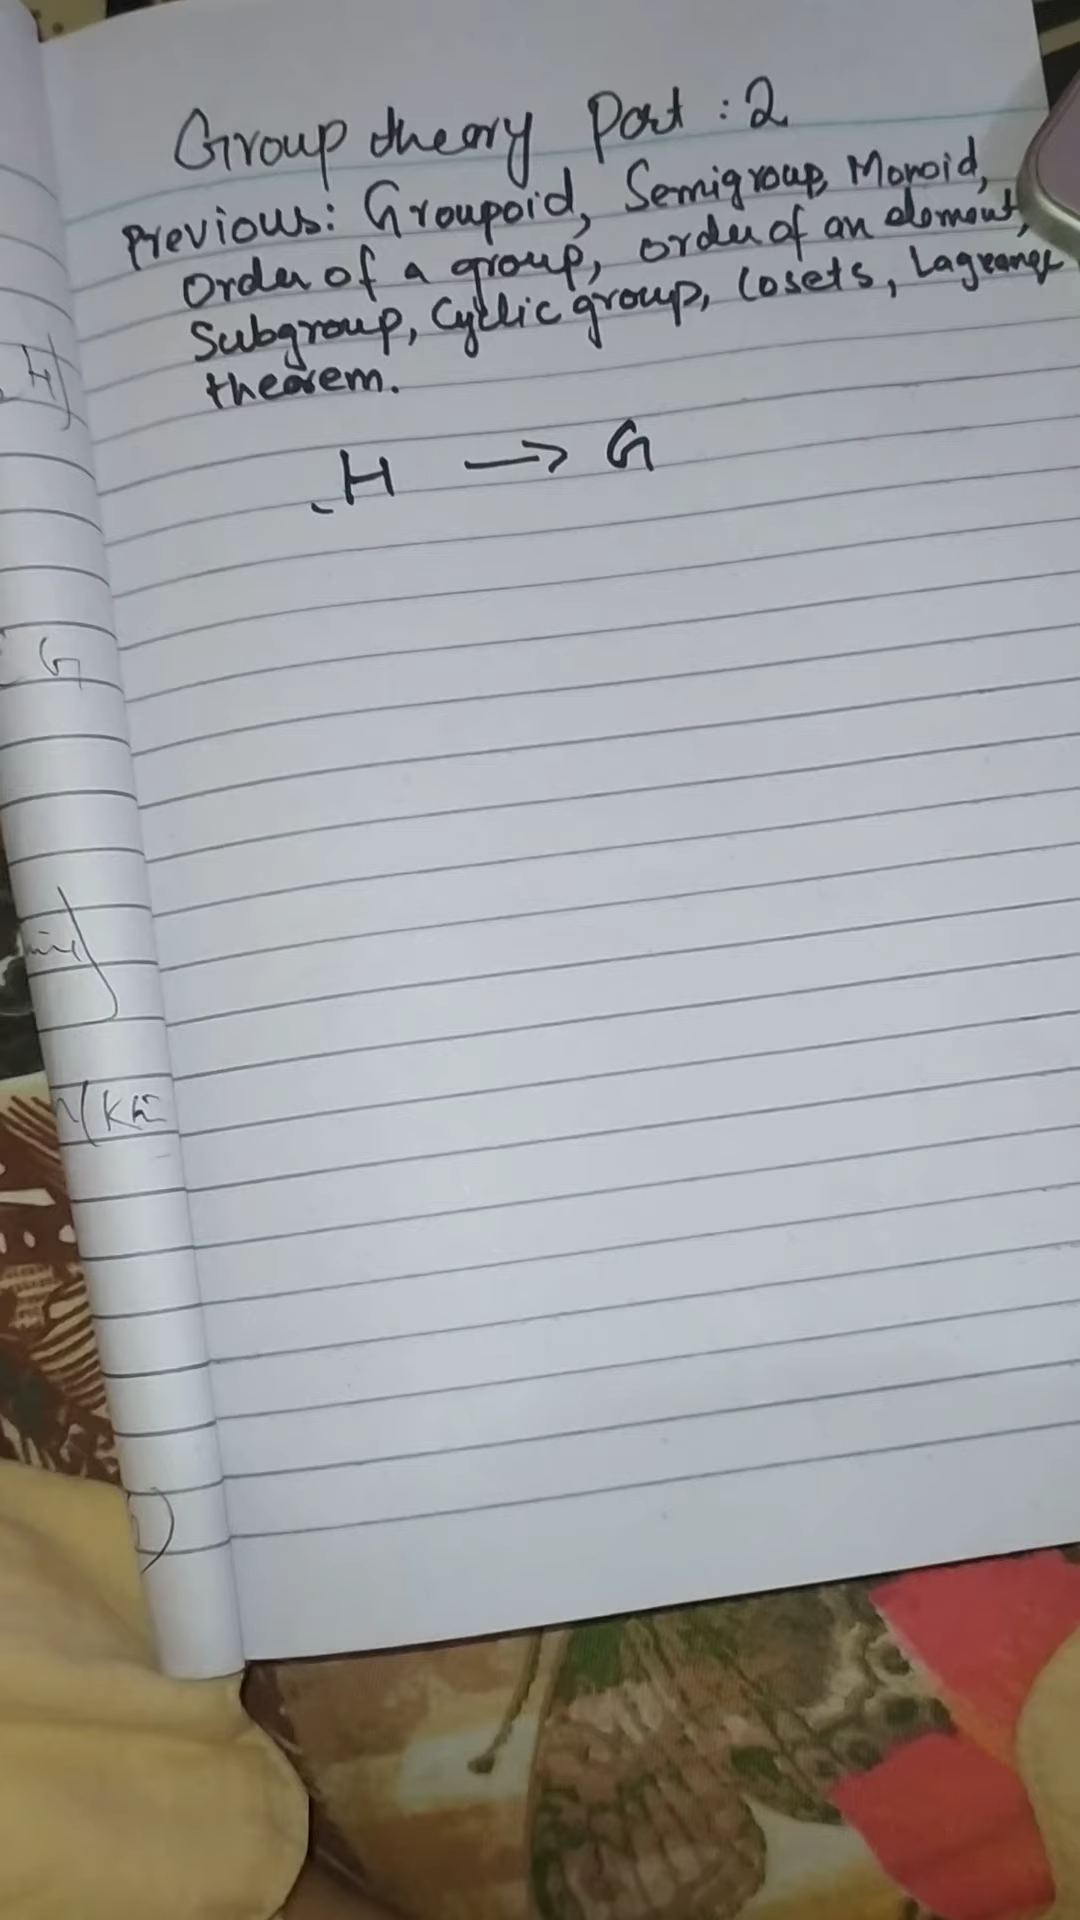 Group theory Part : 2
Previous: Groupoid, Semigroup, Monoid,
Order of a group, order of an element,
Subgroup, Cyclic group, Cosets, Lagrange
theorem.
H → G
H)
G
(Kh